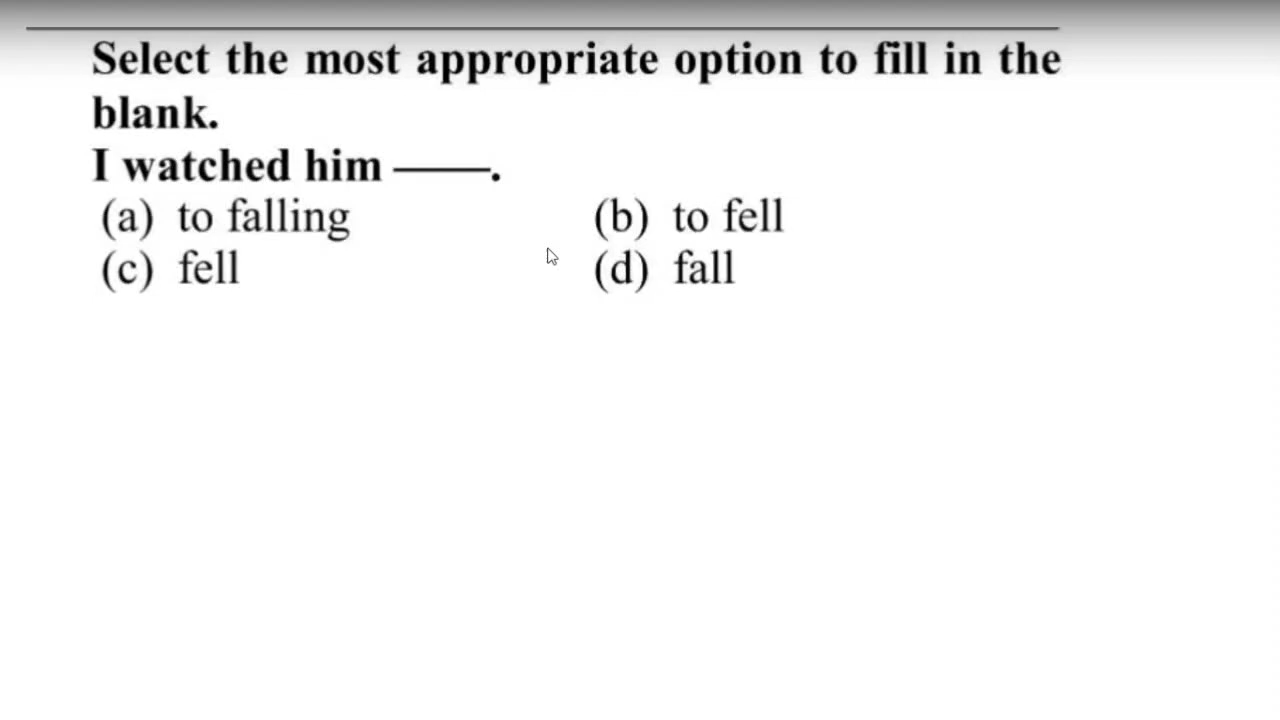 Select the most appropriate option to fill in the
blank.
I watched him ——.
(a) to falling (b) to fell
(c) fell (d) fall